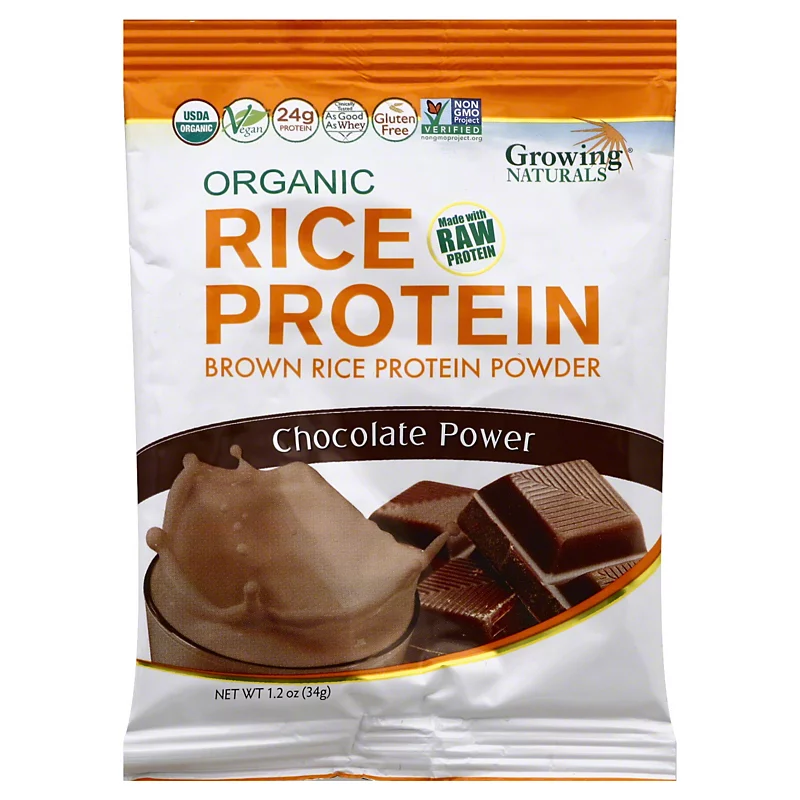 USDA
ORGANIC
Vegan
24g
PROTEIN
Clinically
Tested
As Good
As Whey
Gluten
Free
NON
GMO
Project
VERIFIED
nongmoproject.org
Growing®
NATURALS
ORGANIC
RICE
PROTEIN
Made with
RAW
PROTEIN
BROWN RICE PROTEIN POWDER
Chocolate Power
NET WT 1.2 oz (34g)